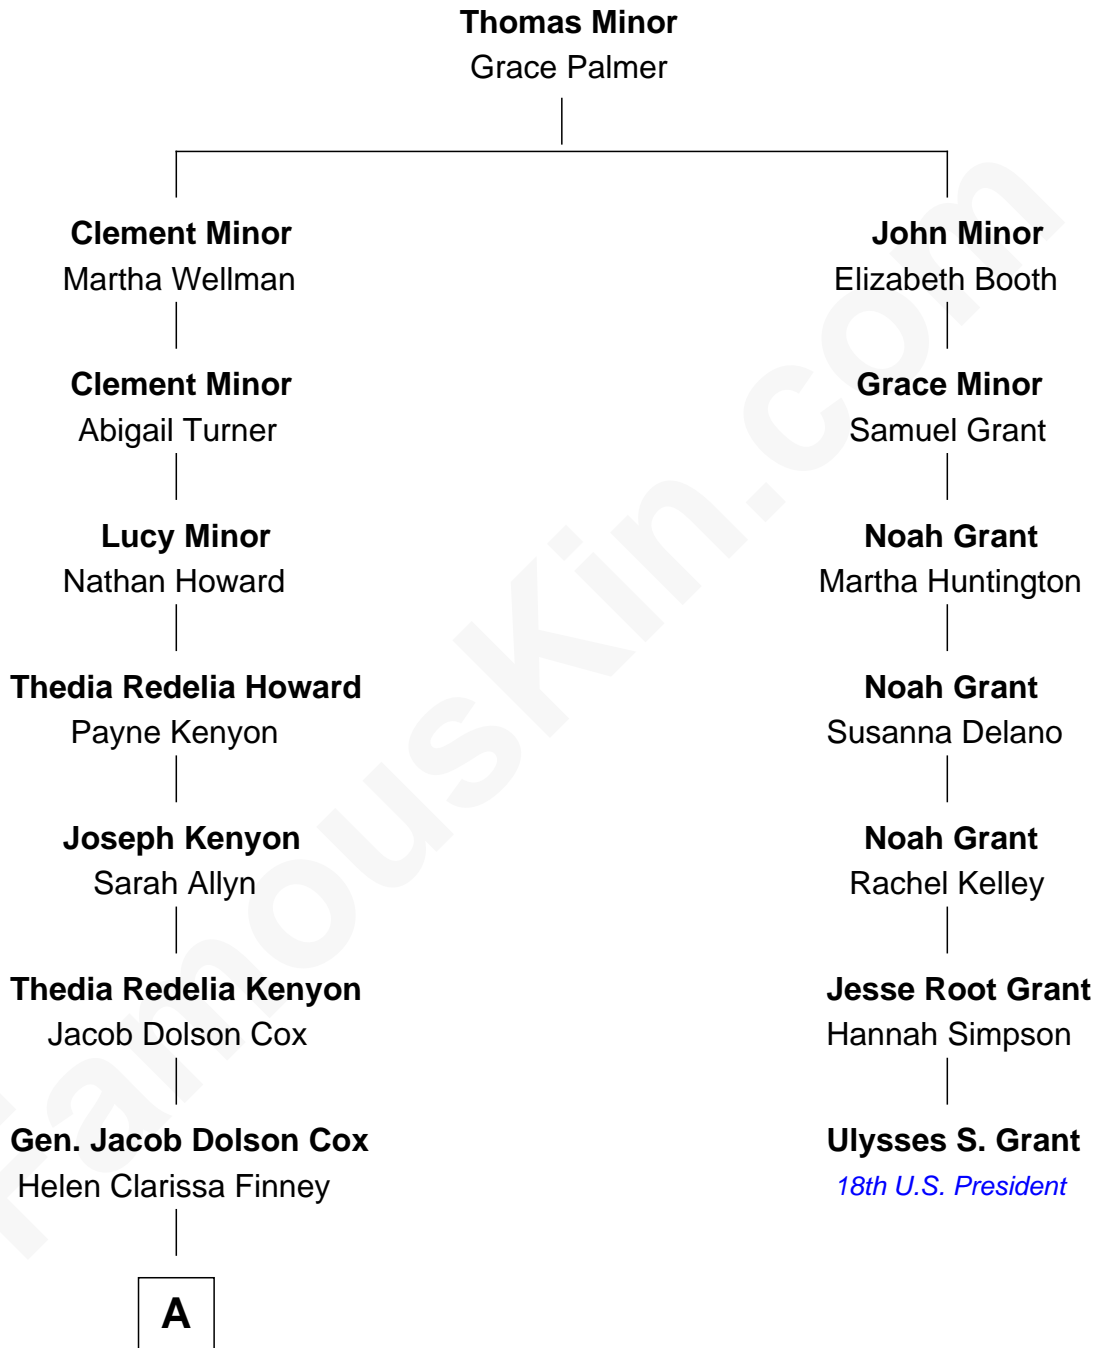 Thomas Minor
Grace Palmer
Clement Minor
Martha Wellman
John Minor
Elizabeth Booth
Clement Minor
Abigail Turner
Grace Minor
Samuel Grant
Lucy Minor
Nathan Howard
Noah Grant
Martha Huntington
Thedia Redelia Howard
Payne Kenyon
Noah Grant
Susanna Delano
Joseph Kenyon
Sarah Allyn
Noah Grant
Rachel Kelley
Thedia Redelia Kenyon
Jacob Dolson Cox
Jesse Root Grant
Hannah Simpson
Gen. Jacob Dolson Cox
Helen Clarissa Finney
Ulysses S. Grant
18th U.S. President
A
FamousKin.com